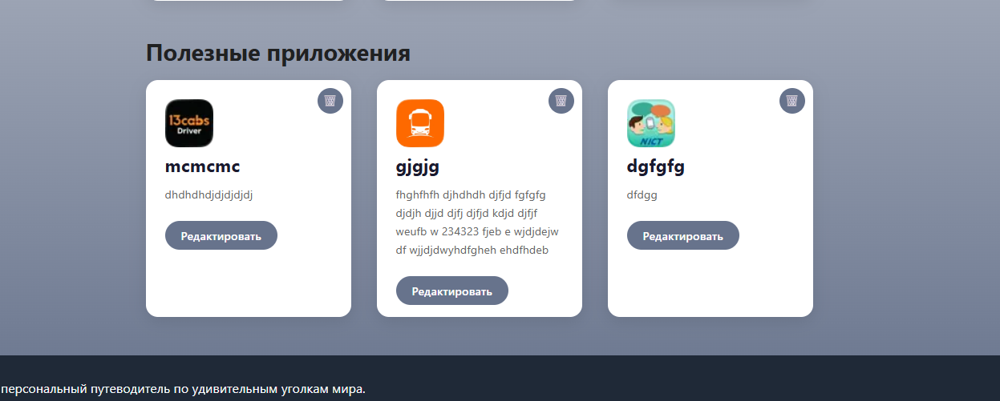 Полезные приложения
13cabs
Driver
mcmcmc
dhdhdhdjdjdjdjdj
Редактировать
gjgjg
fhghfhfh djhdhdh djfjd fgfgfg
djdjh djjd djfj djfjd kdjd djfjf
weufb w 234323 fjeb e wjdjdejw
df wjjdjdwyhdfgheh ehdfhdeb
Редактировать
NICT
dgfgfg
dfdgg
Редактировать
персональный путеводитель по удивительным уголкам мира.